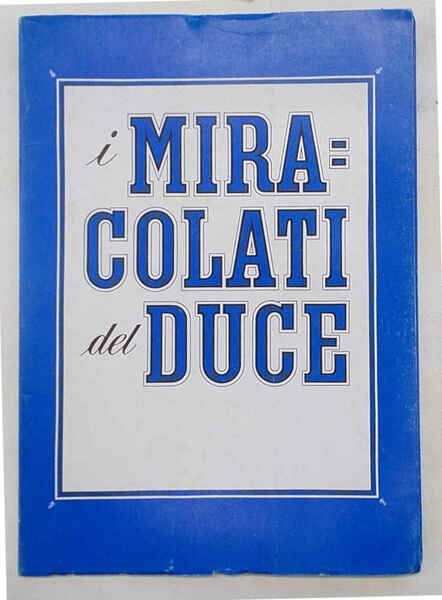 i MIRA=
COLATI
del DUCE